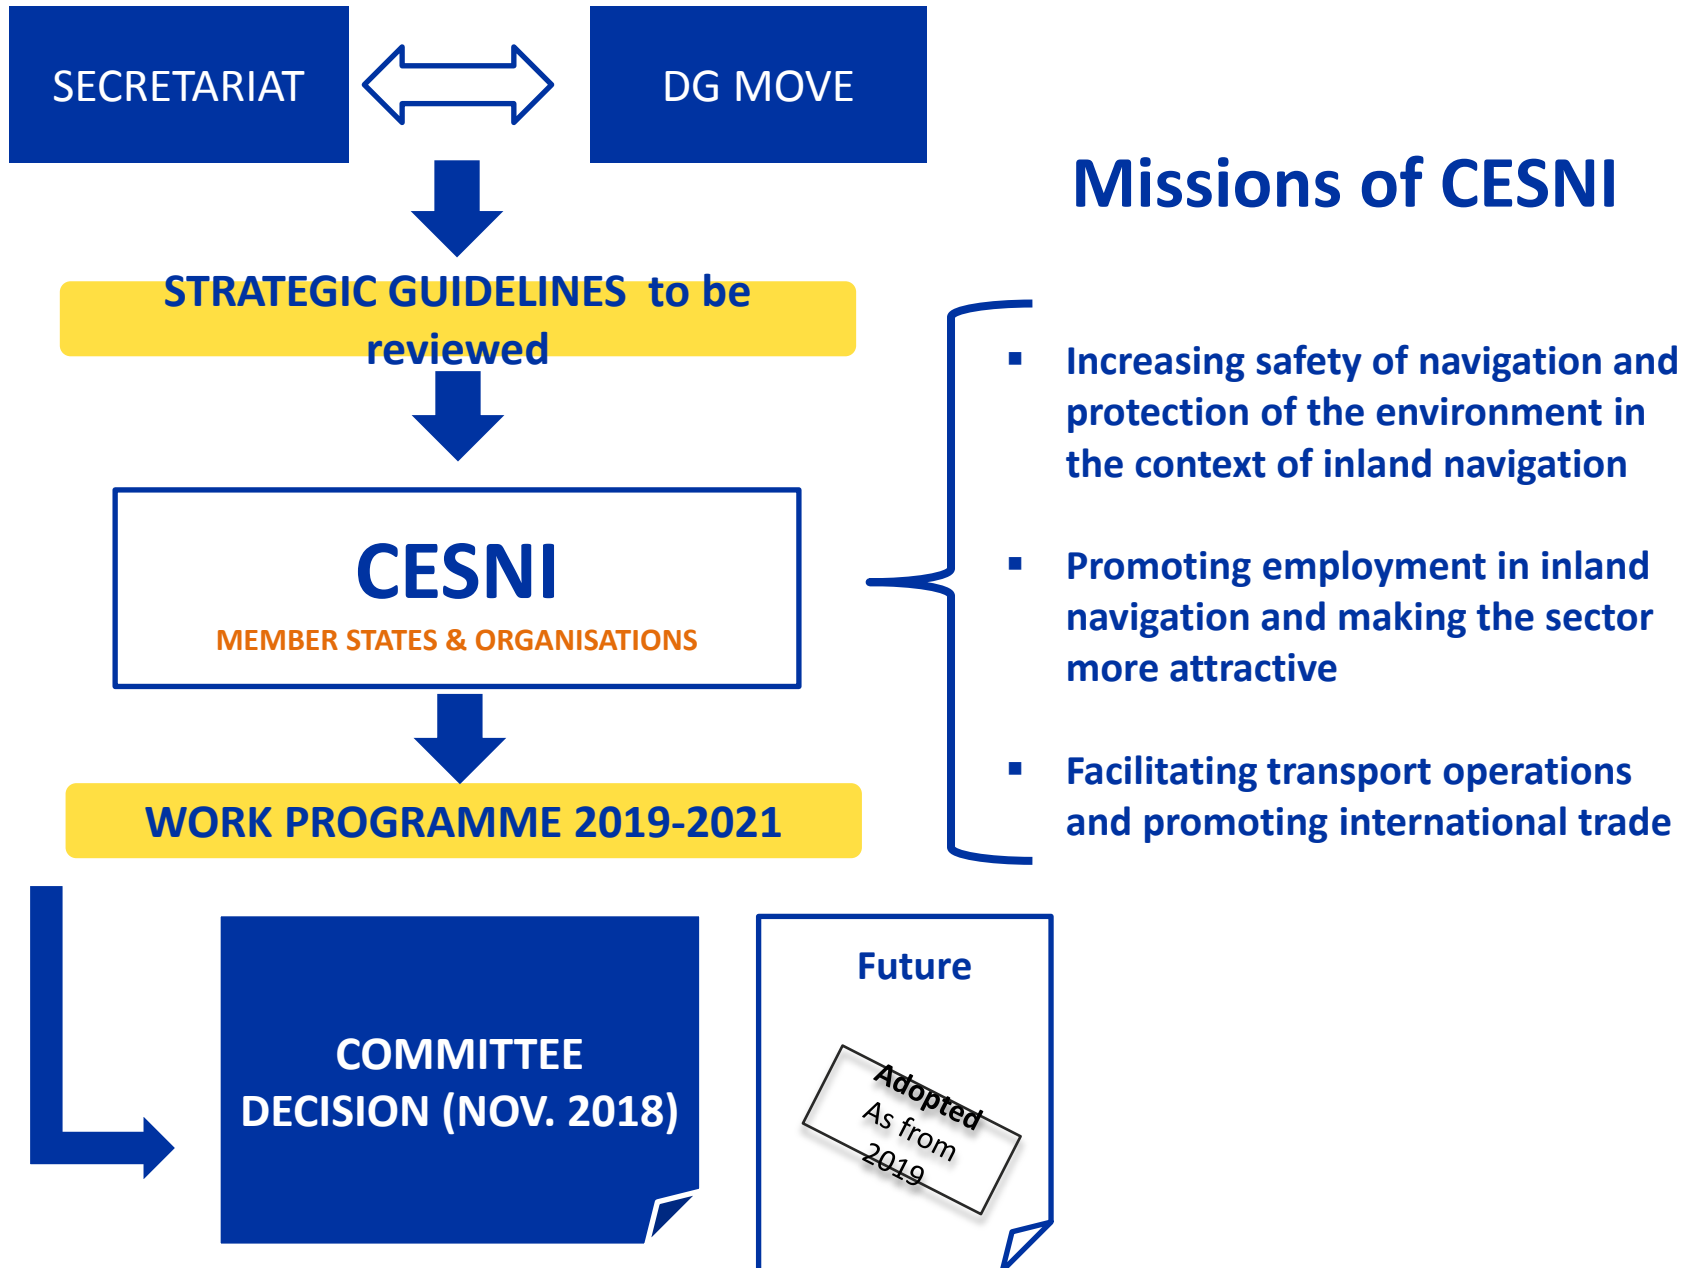 SECRETARIAT
DG MOVE
Missions of CESNI
STRATEGIC GUIDELINES to be
reviewed
CESNI
MEMBER STATES & ORGANISATIONS
WORK PROGRAMME 2019-2021
▪ Increasing safety of navigation and
protection of the environment in
the context of inland navigation
▪ Promoting employment in inland
navigation and making the sector
more attractive
▪ Facilitating transport operations
and promoting international trade
COMMITTEE
DECISION (NOV. 2018)
Future
Adopted
As from
2019